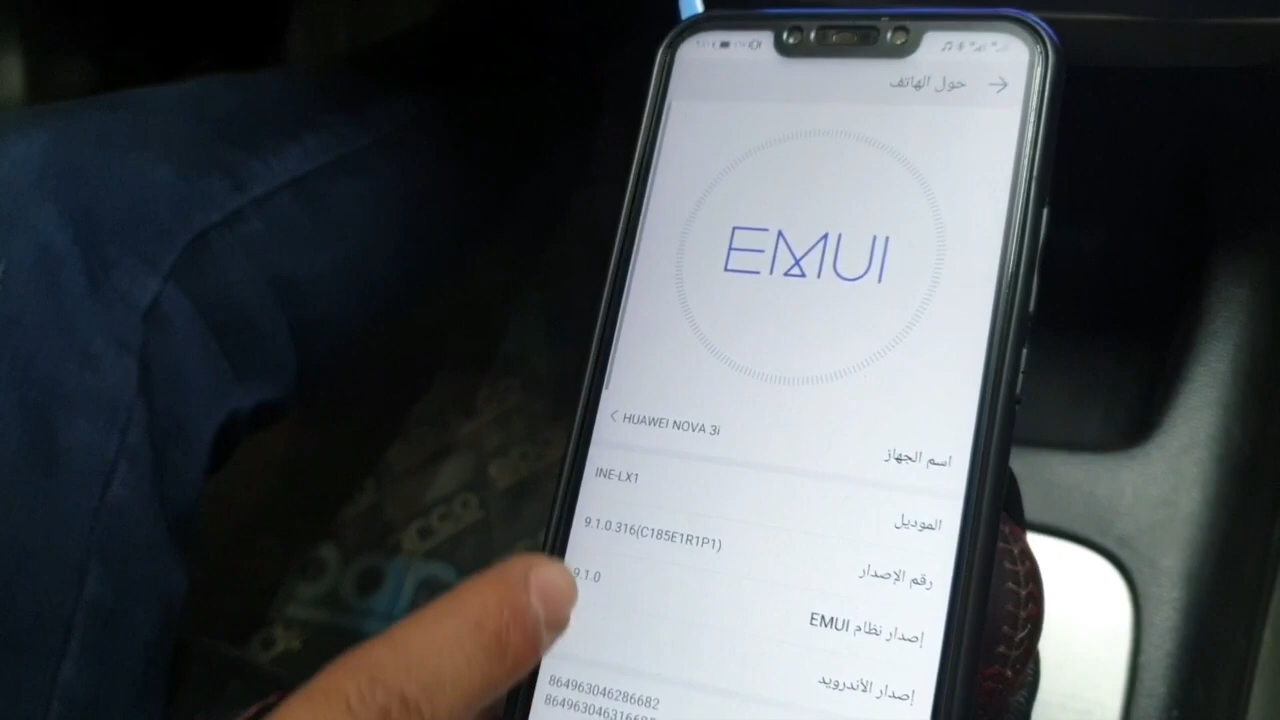 حول الهاتف
EMUI
HUAWEI NOVA 3i
اسم الجهاز
INE-LX1
الموديل
9.1.0.316(C185E1R1P1)
رقم الإصدار
9.1.0
إصدار نظام EMUI
إصدار الأندرويد
864963046286682